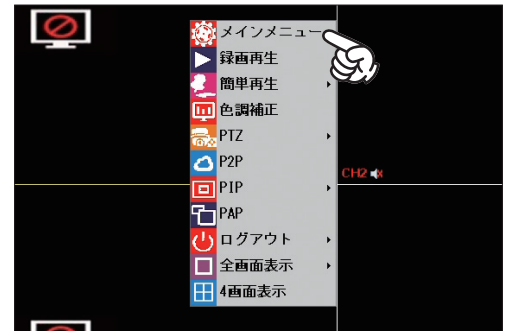 メインメニュー
録画再生
簡単再生
色調補正
PTZ
P2P
CH2
PIP
PAP
ログアウト
全画面表示
4画面表示